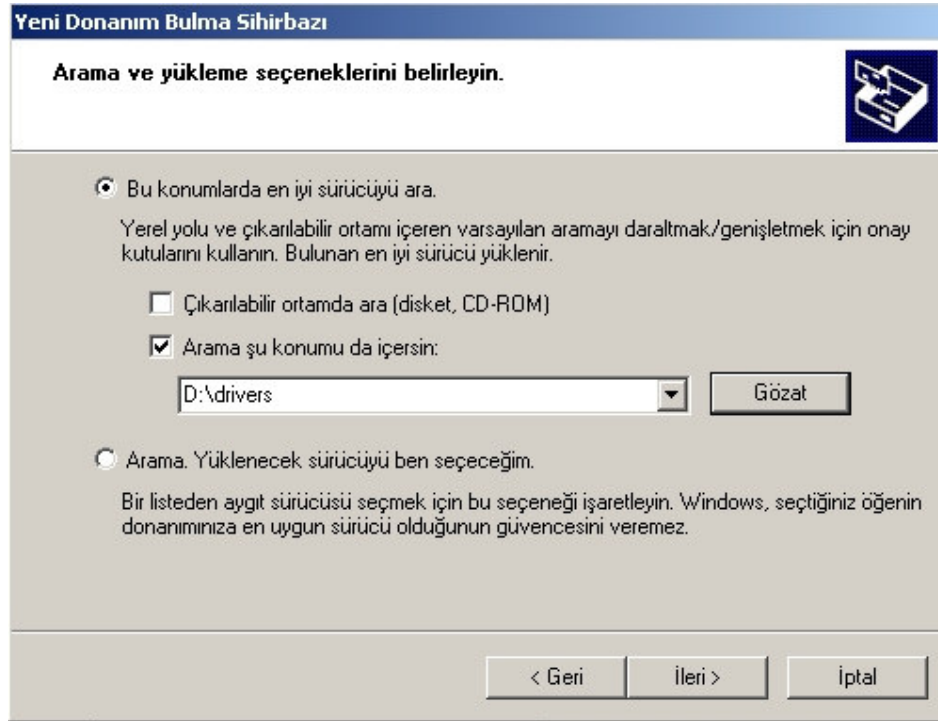 Yeni Donanım Bulma Sihirbazı
Arama ve yükleme seçeneklerini belirleyin.
Bu konumlarda en iyi sürücüyü ara.
Yerel yolu ve çıkarılabilir ortamı içeren varsayılan aramayı daraltmak/genişletmek için onay
kutularını kullanın. Bulunan en iyi sürücü yüklenir.
Çıkarılabilir ortamda ara (disket, CD-ROM)
Arama şu konumu da içersin:
D:\drivers
Gözat
Arama. Yüklenecek sürücüyü ben seçeceğim.
Bir listeden aygıt sürücüsü seçmek için bu seçeneği işaretleyin. Windows, seçtiğiniz öğenin
donanımınıza en uygun sürücü olduğunun güvencesini veremez.
< Geri
İleri >
İptal